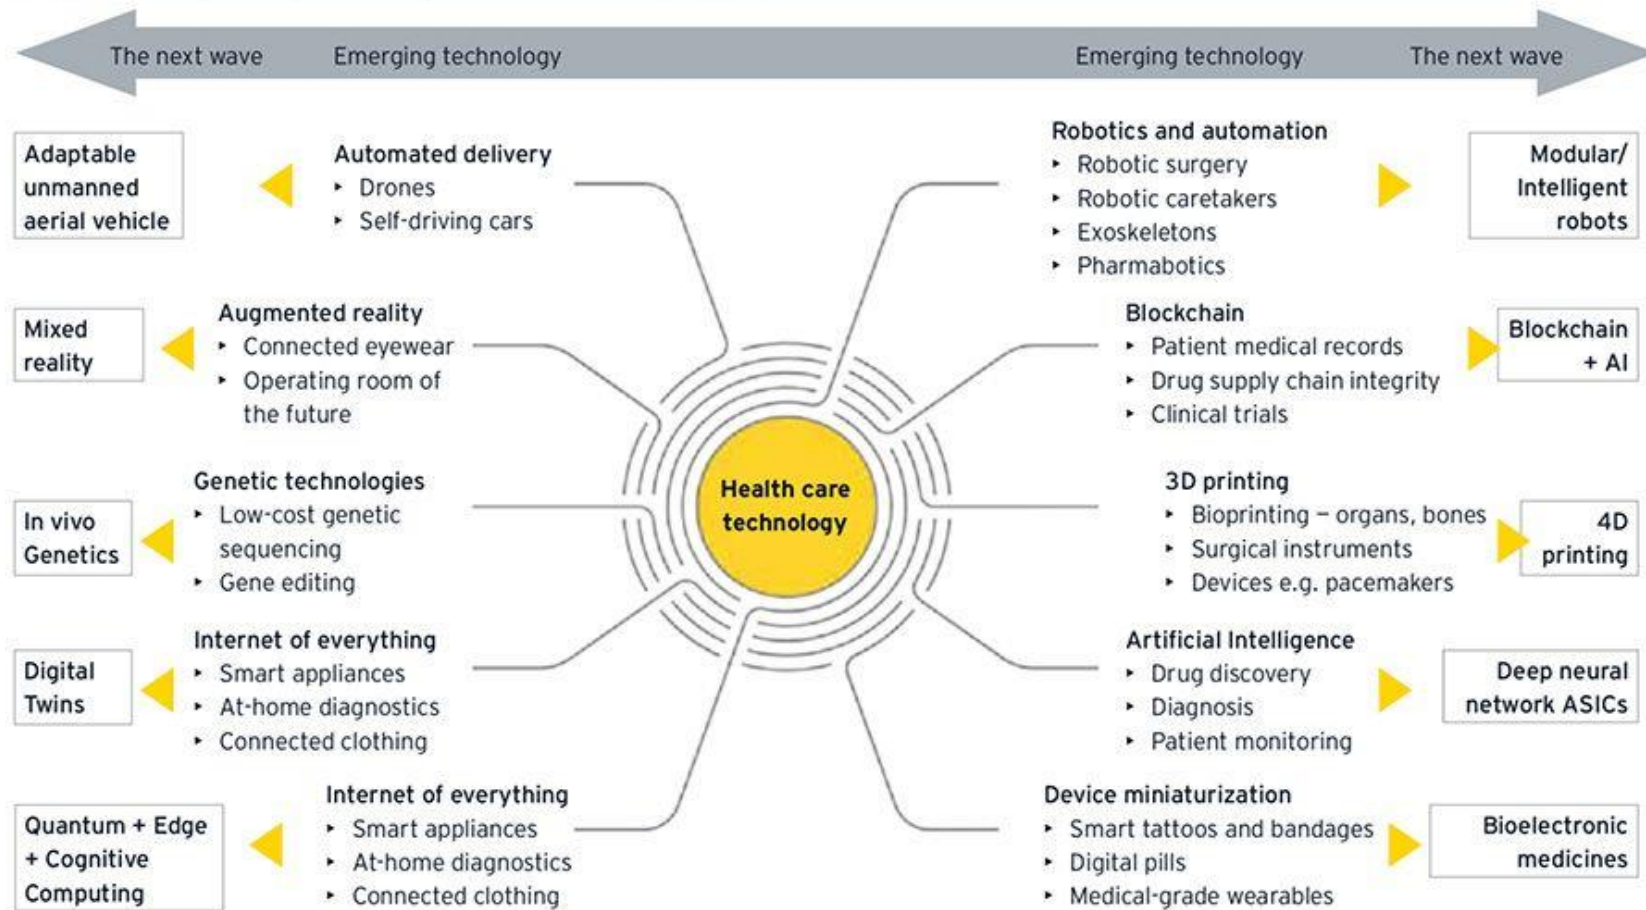 The next wave
Emerging technology
Emerging technology
The next wave
Adaptable
unmanned
aerial vehicle
Automated delivery
‣ Drones
‣ Self-driving cars
Mixed
reality
Augmented reality
‣ Connected eyewear
‣ Operating room of
the future
In vivo
Genetics
Genetic technologies
‣ Low-cost genetic
sequencing
‣ Gene editing
Digital
Twins
Internet of everything
‣ Smart appliances
‣ At-home diagnostics
‣ Connected clothing
Quantum + Edge
+ Cognitive
Computing
Internet of everything
‣ Smart appliances
‣ At-home diagnostics
‣ Connected clothing
Health care
technology
Robotics and automation
‣ Robotic surgery
‣ Robotic caretakers
‣ Exoskeletons
‣ Pharmabotics
Modular/
Intelligent
robots
Blockchain
‣ Patient medical records
‣ Drug supply chain integrity
‣ Clinical trials
Blockchain
+ AI
3D printing
‣ Bioprinting – organs, bones
‣ Surgical instruments
‣ Devices e.g. pacemakers
4D
printing
Artificial Intelligence
‣ Drug discovery
‣ Diagnosis
‣ Patient monitoring
Deep neural
network ASICs
Device miniaturization
‣ Smart tattoos and bandages
‣ Digital pills
‣ Medical-grade wearables
Bioelectronic
medicines